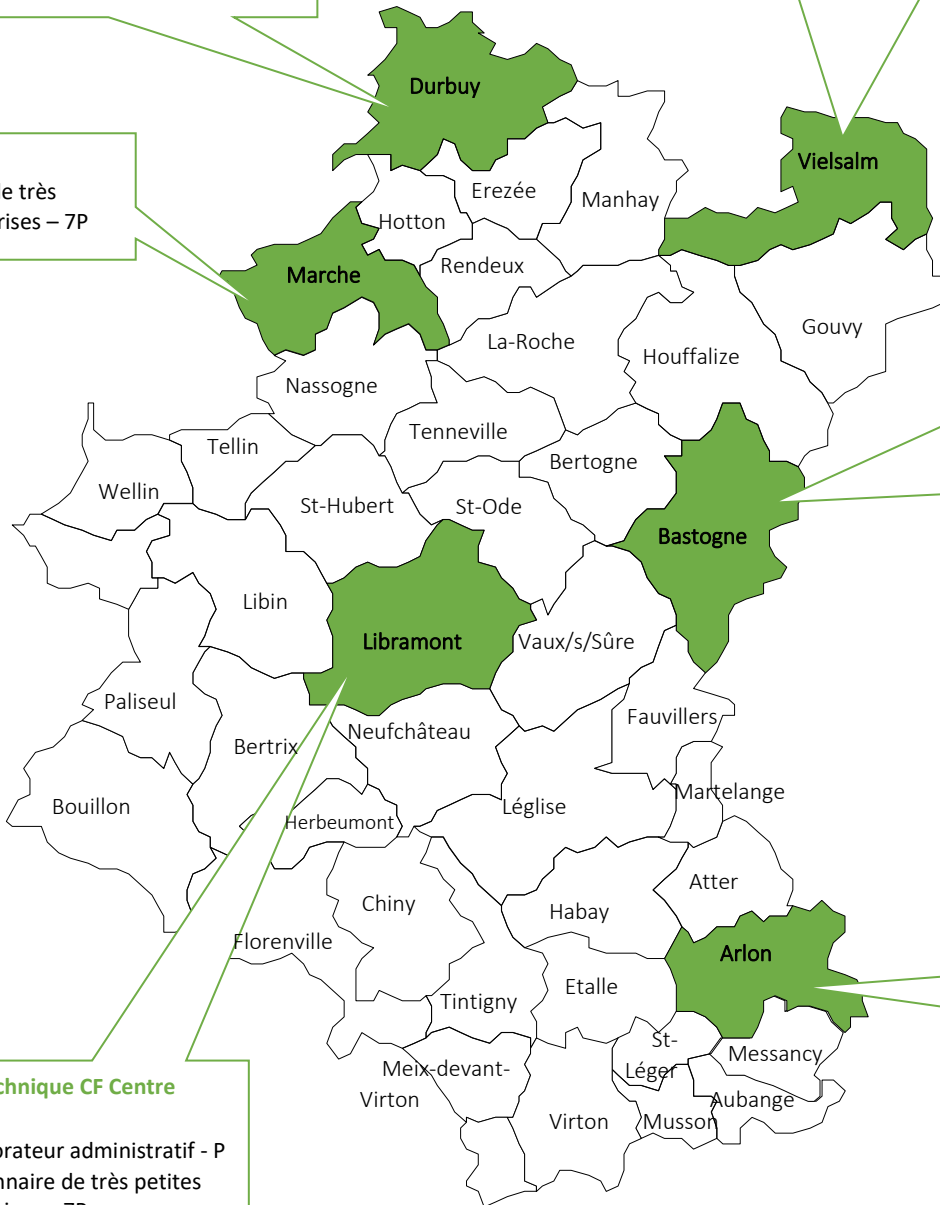 Durbuy
Vielsalm
de très
rises – 7P
Erezée
Manhay
Hotton
Rendeux
Marche
La-Roche
Gouvy
Houffalize
Nassogne
Tenneville
Tellin
Bertogne
Wellin
St-Hubert
St-Ode
Bastogne
Libin
Libramont
Vaux/s/Sûre
Paliseul
Fauvillers
Neufchâteau
Bertrix
Martelange
Bouillon
Léglise
Herbeumont
Atter
Chiny
Habay
Florenville
Arlon
Etalle
Tintigny
St-
Léger
Messancy
Meix-devant-
Virton
Aubange
Virton
Musson
chnique CF Centre
orateur administratif - P
nnaire de très petites